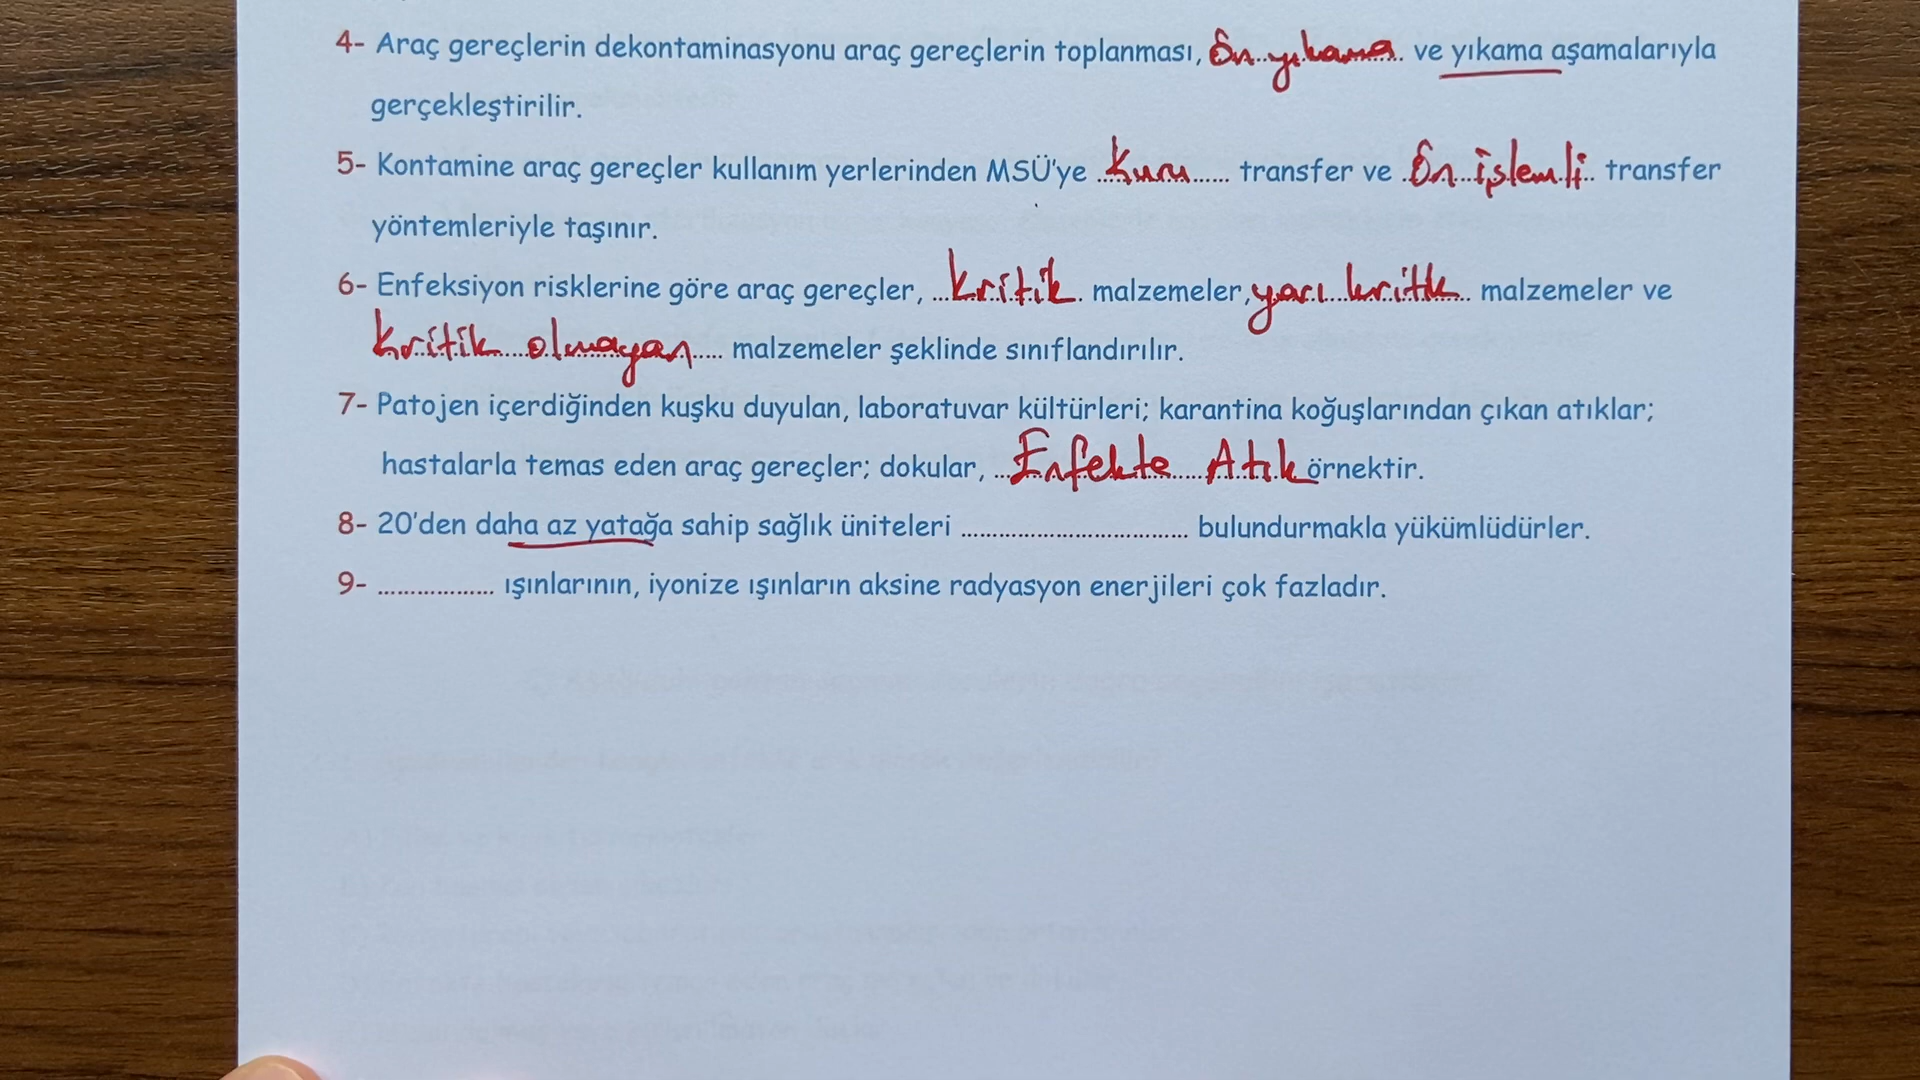 4- Araç gereçlerin dekontaminasyonu araç gereçlerin toplanması, Ön yıkama ve yıkama aşamalarıyla
gerçekleştirilir.
5- Kontamine araç gereçler kullanım yerlerinden MSÜ'ye Kuru transfer ve Ön işlemli transfer
yöntemleriyle taşınır.
6- Enfeksiyon risklerine göre araç gereçler, Kritik malzemeler, yarı kritik malzemeler ve
Kritik olmayan malzemeler şeklinde sınıflandırılır.
7- Patojen içerdiğinden kuşku duyulan, laboratuvar kültürleri; karantina koğuşlarından çıkan atıklar;
hastalarla temas eden araç gereçler; dokular, Enfekte Atık örnektir.
8- 20'den daha az yatağa sahip sağlık üniteleri .................................. bulundurmakla yükümlüdürler.
9- .................. ışınlarının, iyonize ışınların aksine radyasyon enerjileri çok fazladır.